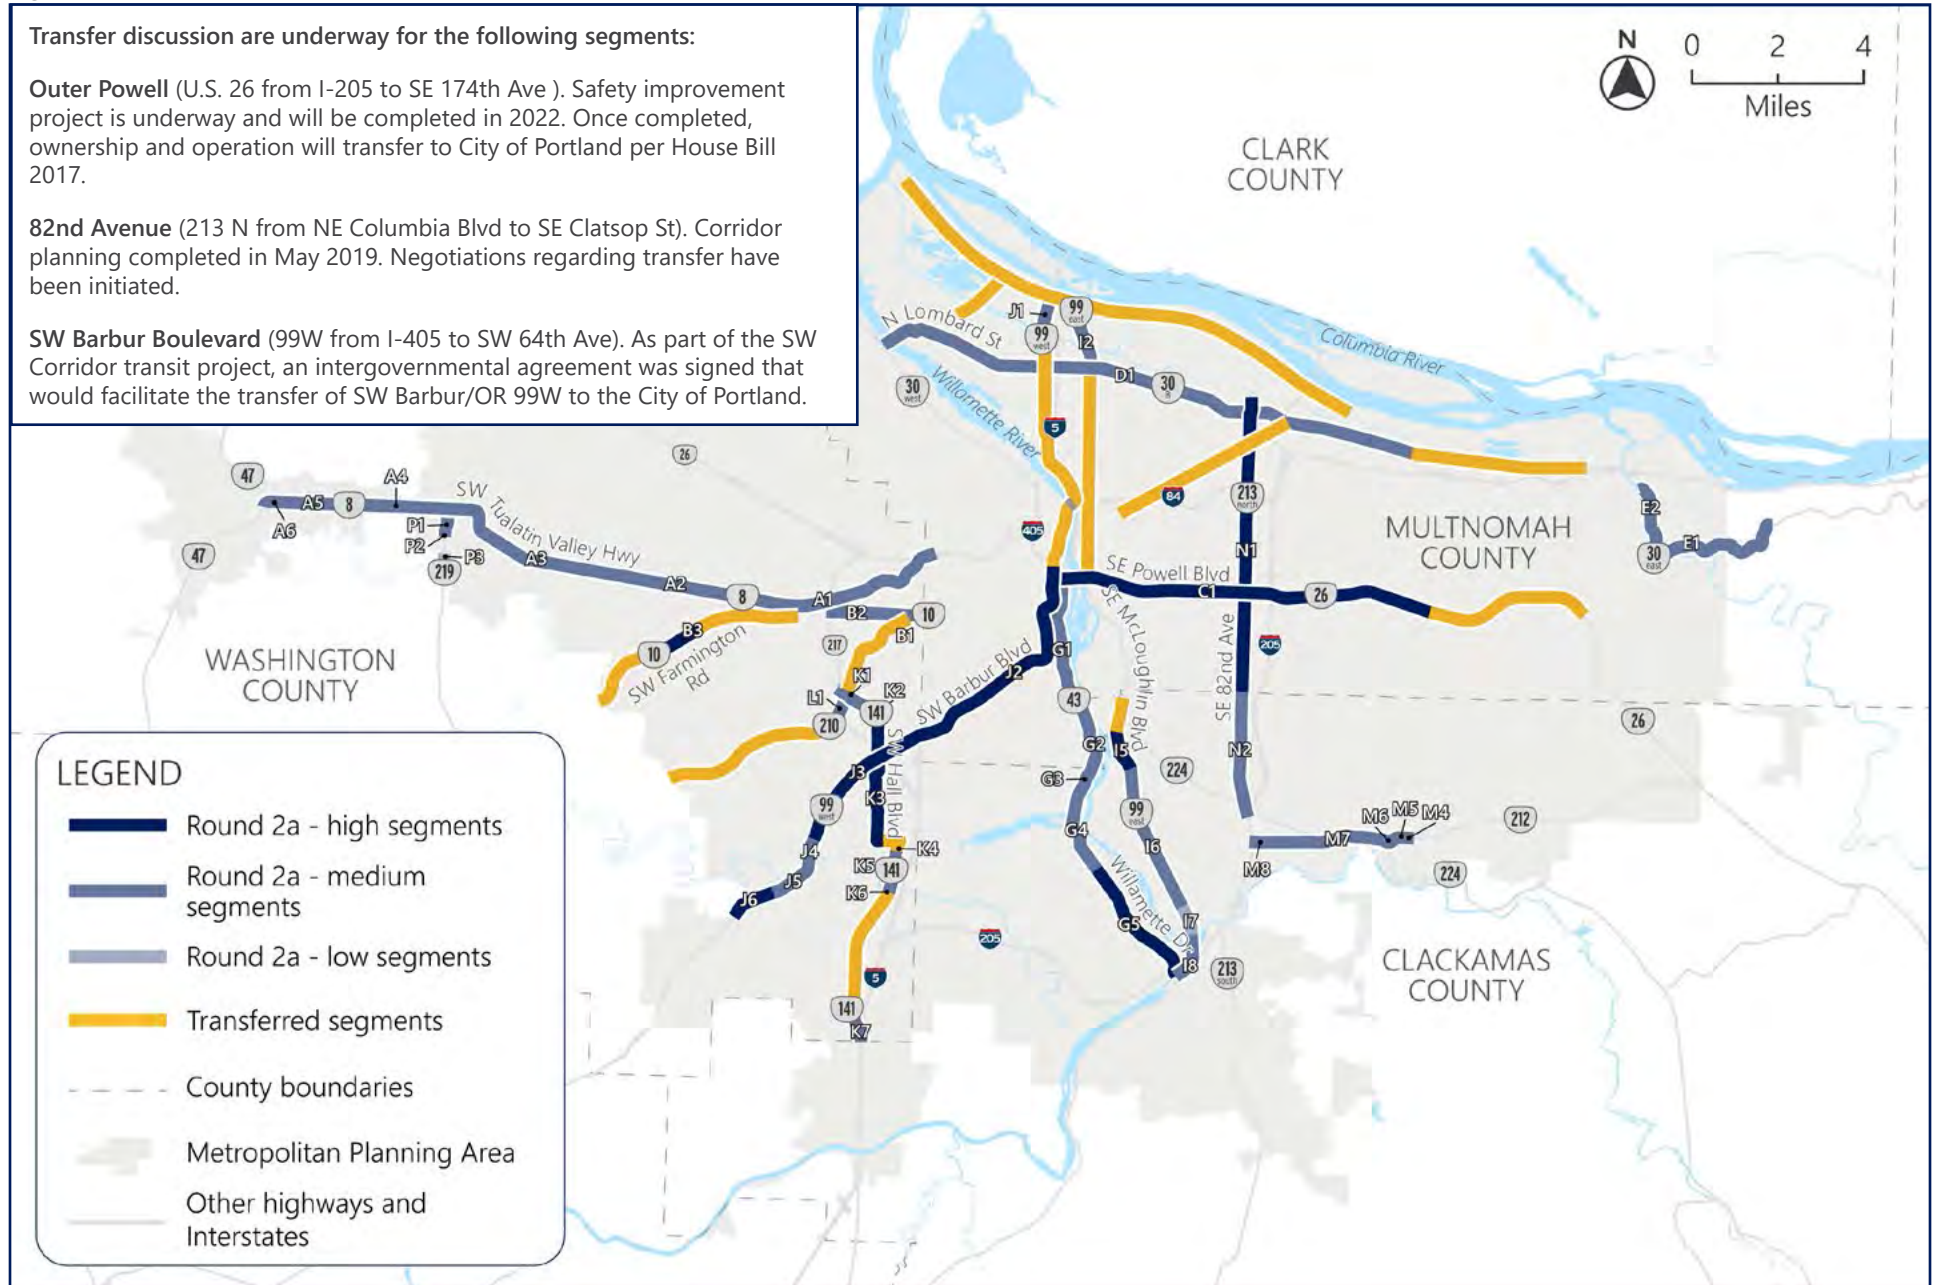 Transfer discussion are underway for the following segments:
Outer Powell (U.S. 26 from I-205 to SE 174th Ave ). Safety improvement
project is underway and will be completed in 2022. Once completed,
ownership and operation will transfer to City of Portland per House Bill
2017.
82nd Avenue (213 N from NE Columbia Blvd to SE Clatsop St). Corridor
planning completed in May 2019. Negotiations regarding transfer have
been initiated.
SW Barbur Boulevard (99W from I-405 to SW 64th Ave). As part of the SW
Corridor transit project, an intergovernmental agreement was signed that
would facilitate the transfer of SW Barbur/OR 99W to the City of Portland.
N
0 2 4
Miles
CLARK
COUNTY
N Lombard St
J1
99
west
99
east
I2
Columbia River
30
west
Willamette River
D1
30
5
26
47
A4
A5
8
A6
SW Tualatin Valley Hwy
P1
P2
P3
219
47
A3
A2
8
A1
405
84
213
north
N1
MULTNOMAH
COUNTY
E2
30
east
E1
SE Powell Blvd
C1
26
B2
10
B1
B3
10
SW Farmington
Rd
217
WASHINGTON
COUNTY
K1
K2
L1
141
210
SW Barbur Blvd
J2
G1
43
SE McLoughlin Blvd
SE 82nd Ave
205
26
G2
I5
224
N2
G3
SW Hall Blvd
J3
K3
99
west
99
east
G4
I6
J4
J5
J6
K4
K5
141
K6
M6
M5
M4
M7
M8
212
224
Willamette Dr
G5
I7
I8
213
south
205
5
141
K7
CLACKAMAS
COUNTY
LEGEND
Round 2a - high segments
Round 2a - medium
segments
Round 2a - low segments
Transferred segments
County boundaries
Metropolitan Planning Area
Other highways and
Interstates